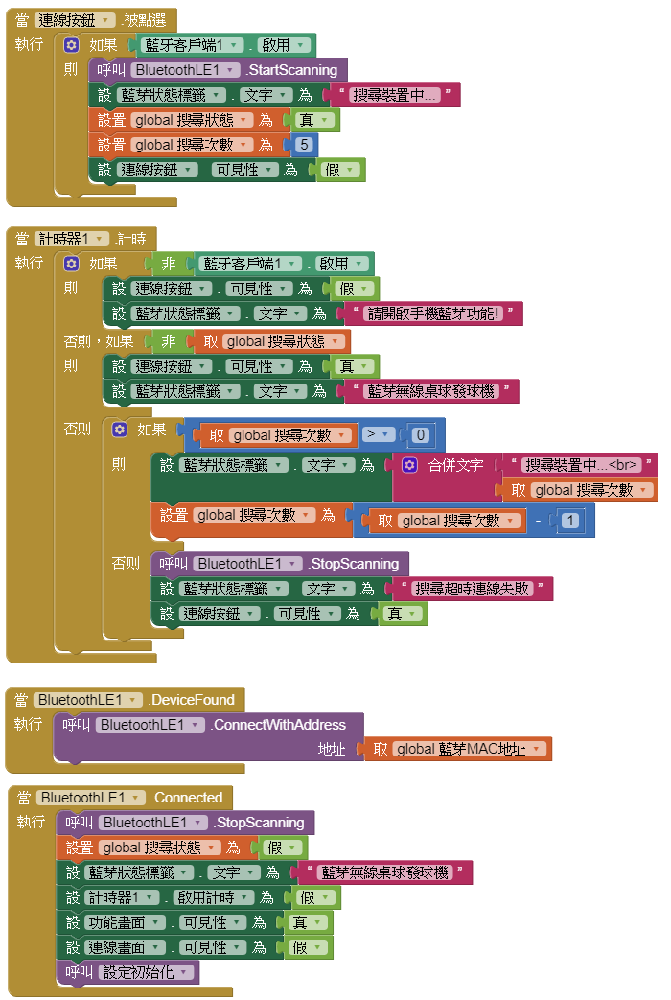 當 連線按鈕 .被點選
執行 如果 藍牙客戶端1 . 啟用
則 呼叫 BluetoothLE1 .StartScanning
設 藍芽狀態標籤 . 文字 為 “搜尋裝置中...”
設置 global 搜尋狀態 為 真
設置 global 搜尋次數 為 5
設 連線按鈕 . 可見性 為 假
當 計時器1 .計時
執行 如果 非 藍牙客戶端1 . 啟用
則 設 連線按鈕 . 可見性 為 假
設 藍芽狀態標籤 . 文字 為 “請開啟手機藍芽功能!”
否則，如果 非 取 global 搜尋狀態
則 設 連線按鈕 . 可見性 為 真
設 藍芽狀態標籤 . 文字 為 “藍芽無線桌球發球機”
否則 如果 取 global 搜尋次數 > 0
則 設 藍芽狀態標籤 . 文字 為 合併文字 “搜尋裝置中...<br>”
取 global 搜尋次數
設置 global 搜尋次數 為 取 global 搜尋次數 - 1
否則 呼叫 BluetoothLE1 .StopScanning
設 藍芽狀態標籤 . 文字 為 “搜尋超時連線失敗”
設 連線按鈕 . 可見性 為 真
當 BluetoothLE1 .DeviceFound
執行 呼叫 BluetoothLE1 .ConnectWithAddress
地址 取 global 藍芽MAC地址
當 BluetoothLE1 .Connected
執行 呼叫 BluetoothLE1 .StopScanning
設置 global 搜尋狀態 為 假
設 藍芽狀態標籤 . 文字 為 “藍芽無線桌球發球機”
設 計時器1 . 啟用計時 為 假
設 功能畫面 . 可見性 為 真
設 連線畫面 . 可見性 為 假
呼叫 設定初始化